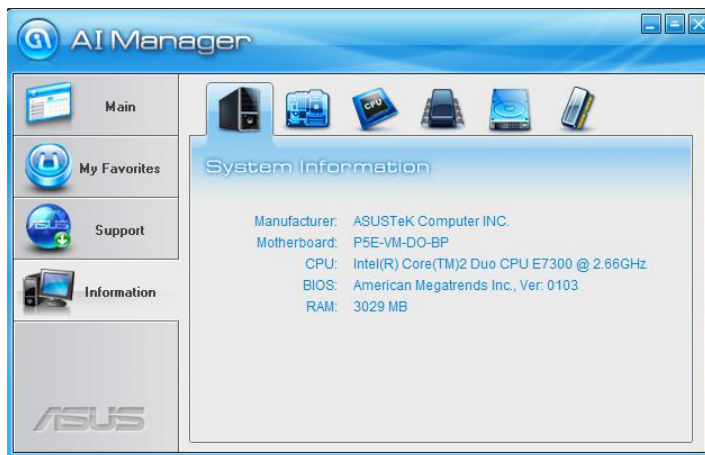 AI Manager
Main
My Favorites
Support
Information
CPU
System Information
Manufacturer: ASUSTeK Computer INC.
Motherboard: P5E-VM-DO-BP
CPU: Intel(R) Core(TM)2 Duo CPU E7300 @ 2.66GHz
BIOS: American Megatrends Inc., Ver: 0103
RAM: 3029 MB
ASUS